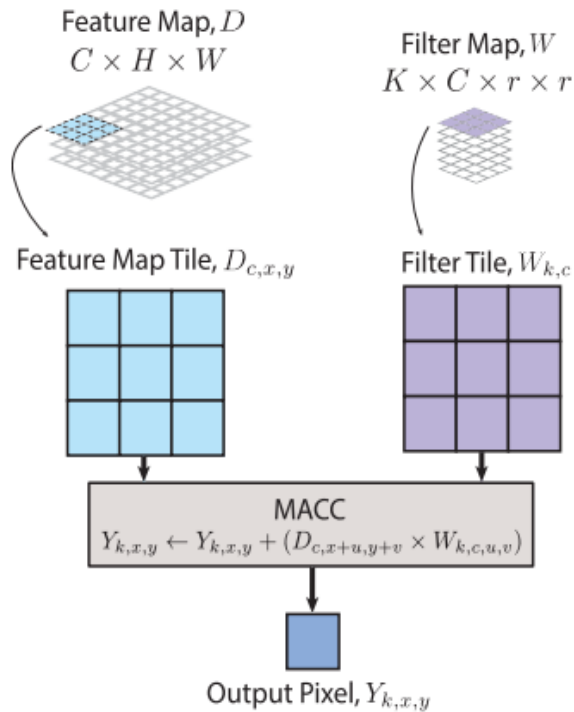 Feature Map, D
C × H × W
Filter Map, W
K × C × r × r
Feature Map Tile, D_{c,x,y}
Filter Tile, W_{k,c}
MACC
Y_{k,x,y} ← Y_{k,x,y} + (D_{c,x+u,y+v} × W_{k,c,u,v})
Output Pixel, Y_{k,x,y}